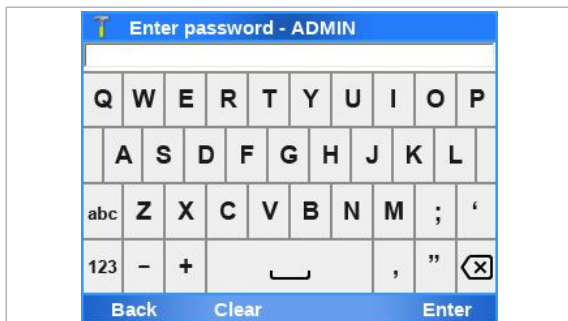 Enter password - ADMIN
Q W E R T Y U I O P
A S D F G H J K L
abc Z X C V B N M ; ‘
123 - + , ”
Back Clear Enter